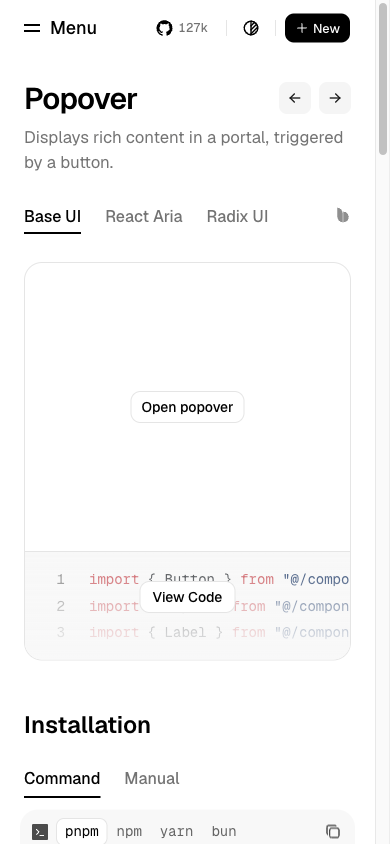 Menu 127k + New
Popover
Displays rich content in a portal, triggered
by a button.
Base UI React Aria Radix UI
Open popover
1 import { Button } from "@/compo
2 import from "@/compon
View Code
3 import { Label } from "@/compon
Installation
Command Manual
pnpm npm yarn bun